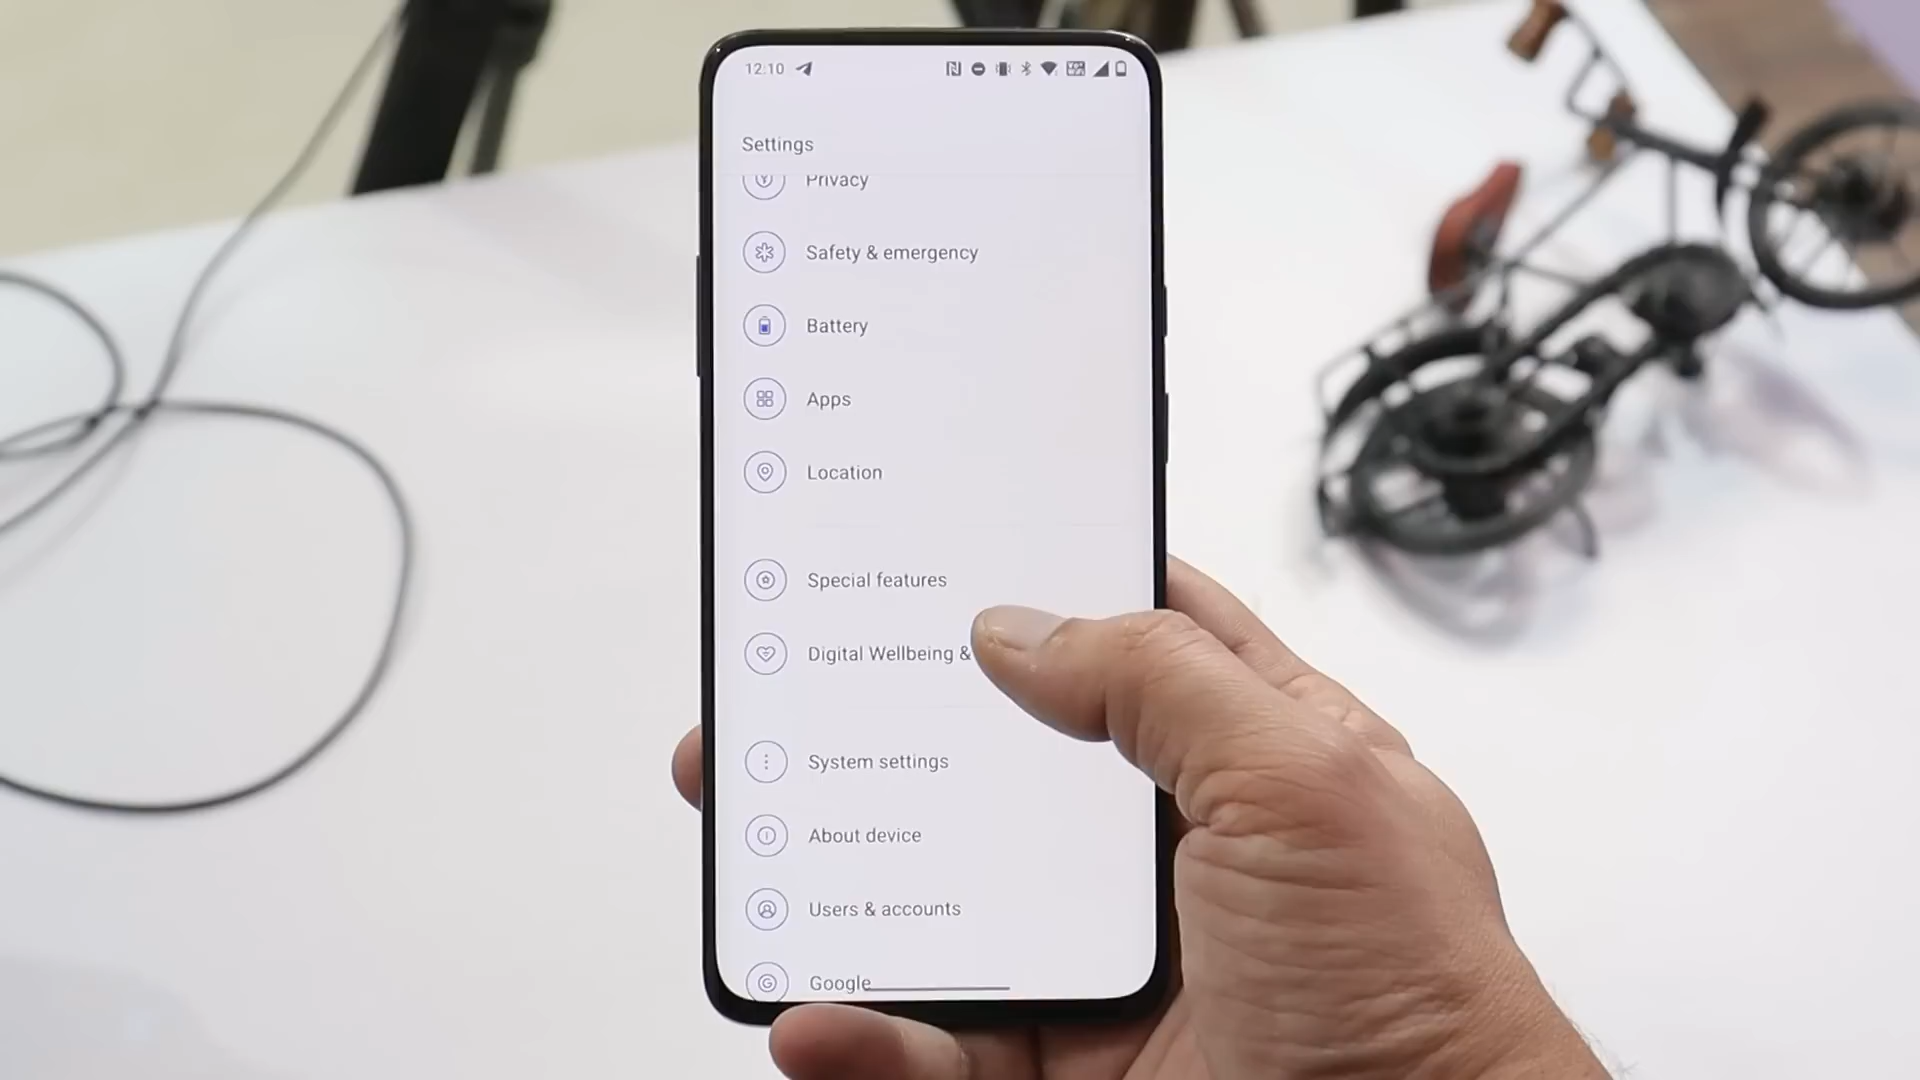 12:10
Settings
Privacy
Safety & emergency
Battery
Apps
Location
Special features
Digital Wellbeing &
System settings
About device
Users & accounts
Google